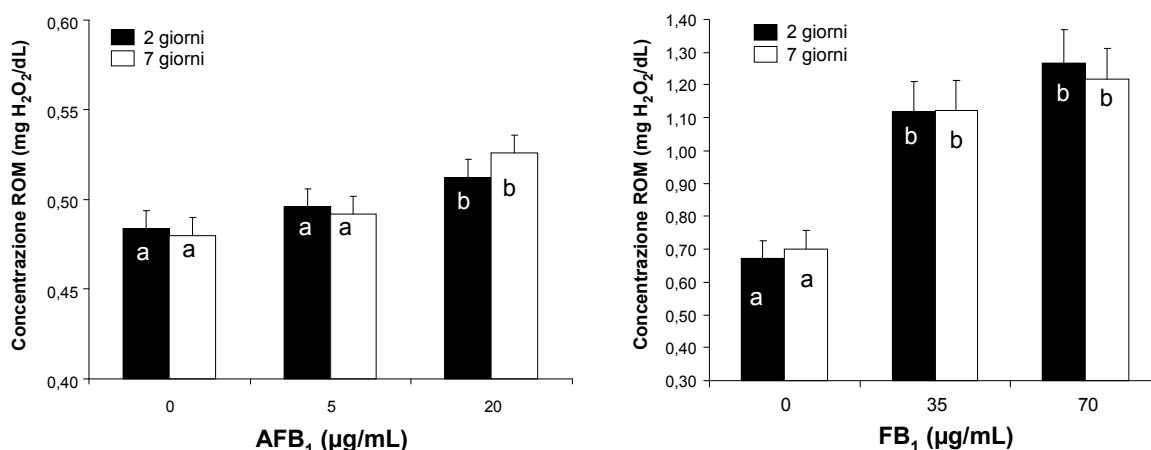 Concentrazione ROM (mg H₂O₂/dL)
0,60
0,55
0,50
0,45
0,40
2 giorni
7 giorni
a
a
a
a
b
b
0
5
20
AFB₁ (µg/mL)
Concentrazione ROM (mg H₂O₂/dL)
1,40
1,30
1,20
1,10
1,00
0,90
0,80
0,70
0,60
0,50
0,40
0,30
2 giorni
7 giorni
a
a
b
b
b
b
0
35
70
FB₁ (µg/mL)